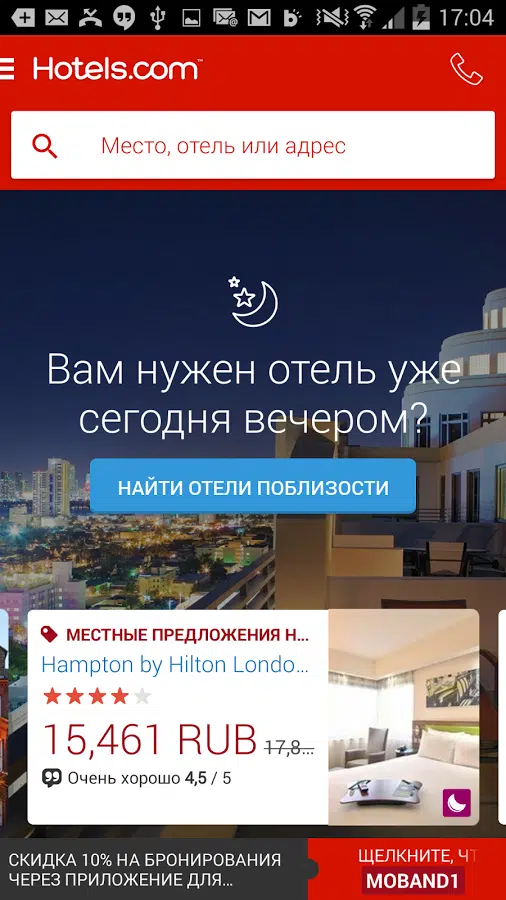 17:04
Hotels.com
Место, отель или адрес
Вам нужен отель уже
сегодня вечером?
НАЙТИ ОТЕЛИ ПОБЛИЗОСТИ
МЕСТНЫЕ ПРЕДЛОЖЕНИЯ Н...
Hampton by Hilton Londo...
15,461 RUB 17,8...
Очень хорошо 4,5 / 5
СКИДКА 10% НА БРОНИРОВАНИЯ
ЧЕРЕЗ ПРИЛОЖЕНИЕ ДЛЯ...
ЩЕЛКНИТЕ, ЧТ
MOBAND1